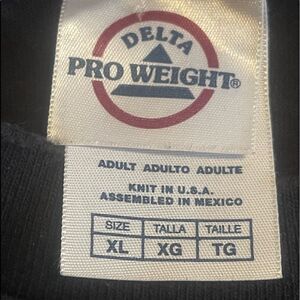 DELTA
PRO WEIGHT®
ADULT ADULTO ADULTE
KNIT IN U.S.A.
ASSEMBLED IN MEXICO
SIZE TALLA TAILLE
XL XG TG